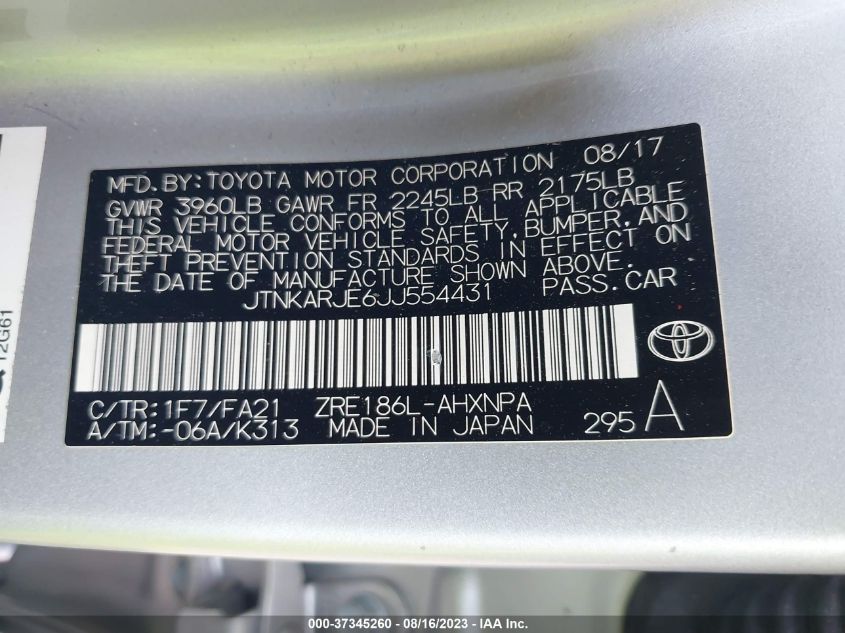 MFD. BY: TOYOTA MOTOR CORPORATION 08/17
GVWR 3960LB GAWR FR 2245LB RR 2175LB
THIS VEHICLE CONFORMS TO ALL APPLICABLE
FEDERAL MOTOR VEHICLE SAFETY, BUMPER, AND
THEFT PREVENTION STANDARDS IN EFFECT ON
THE DATE OF MANUFACTURE SHOWN ABOVE.
JTNKARJE6JJ554431 PASS. CAR
C/TR: 1F7/FA21 ZRE186L-AHXNPA
A/TM: -06A/K313 MADE IN JAPAN 295 A
12G61
000-37345260 - 08/16/2023 - IAA Inc.